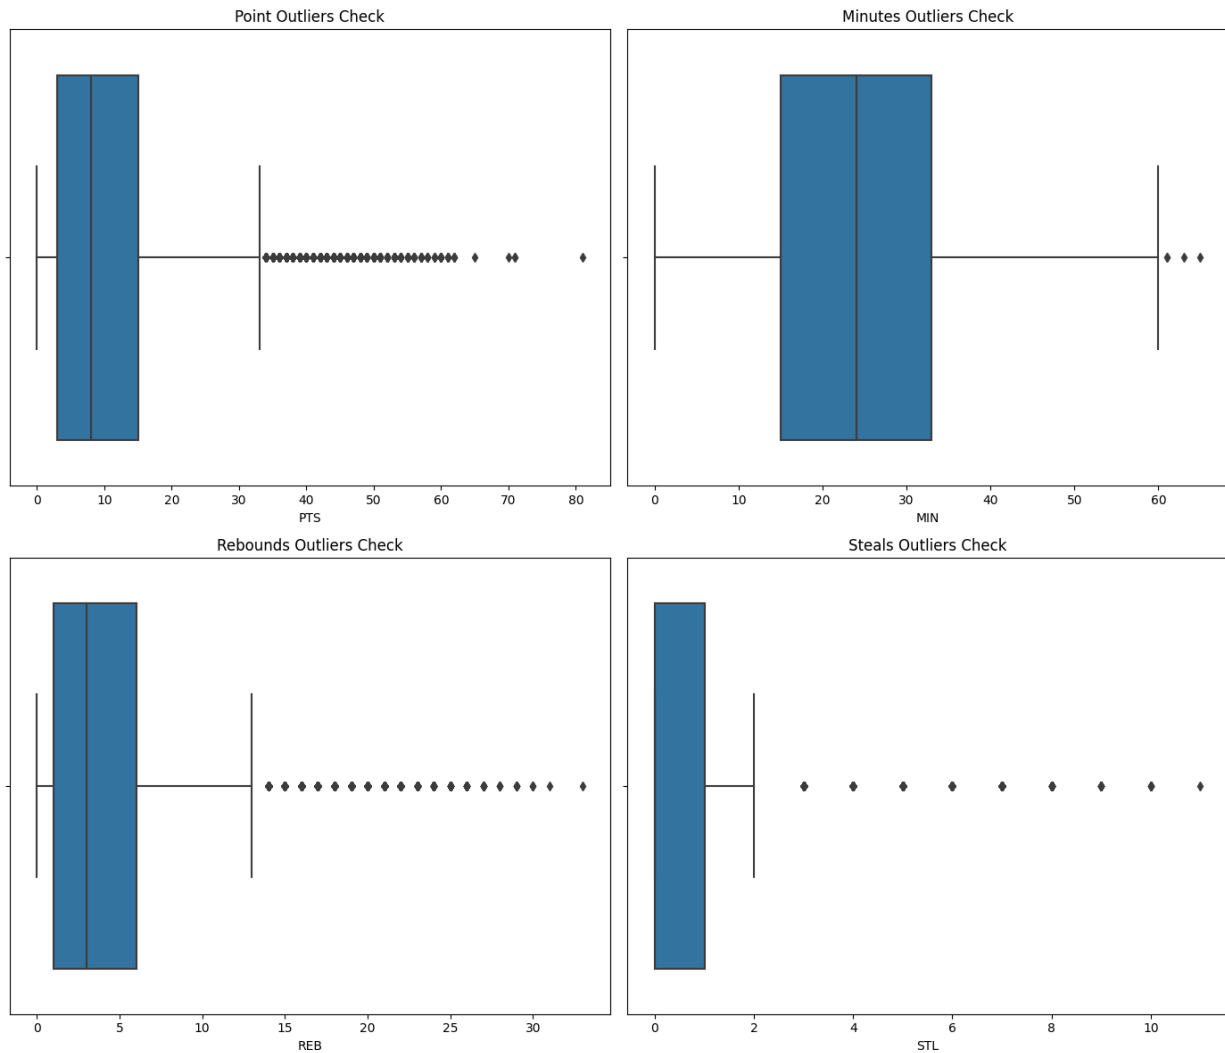 Point Outliers Check
Minutes Outliers Check
0 10 20 30 40 50 60 70 80
PTS
0 10 20 30 40 50 60
MIN
Rebounds Outliers Check
Steals Outliers Check
0 5 10 15 20 25 30
REB
0 2 4 6 8 10
STL